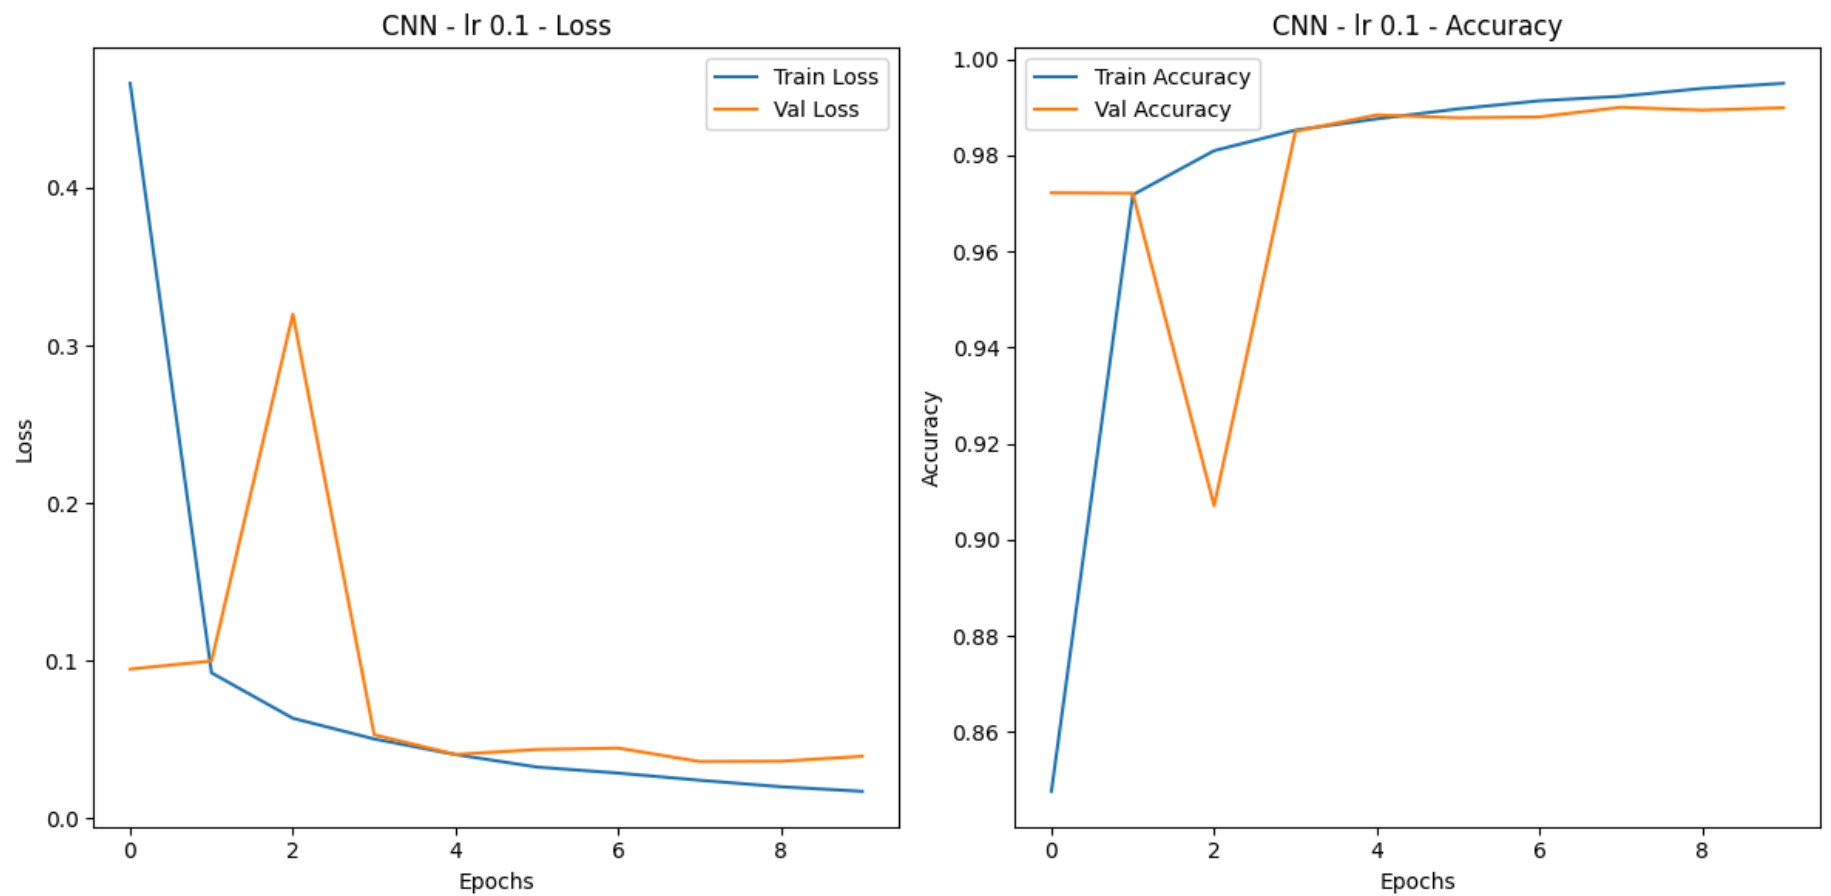 CNN - lr 0.1 - Loss
Train Loss
Val Loss
0.4
0.3
0.2
0.1
0.0
Loss
0 2 4 6 8
Epochs
CNN - lr 0.1 - Accuracy
Train Accuracy
Val Accuracy
1.00
0.98
0.96
0.94
0.92
0.90
0.88
0.86
Accuracy
0 2 4 6 8
Epochs